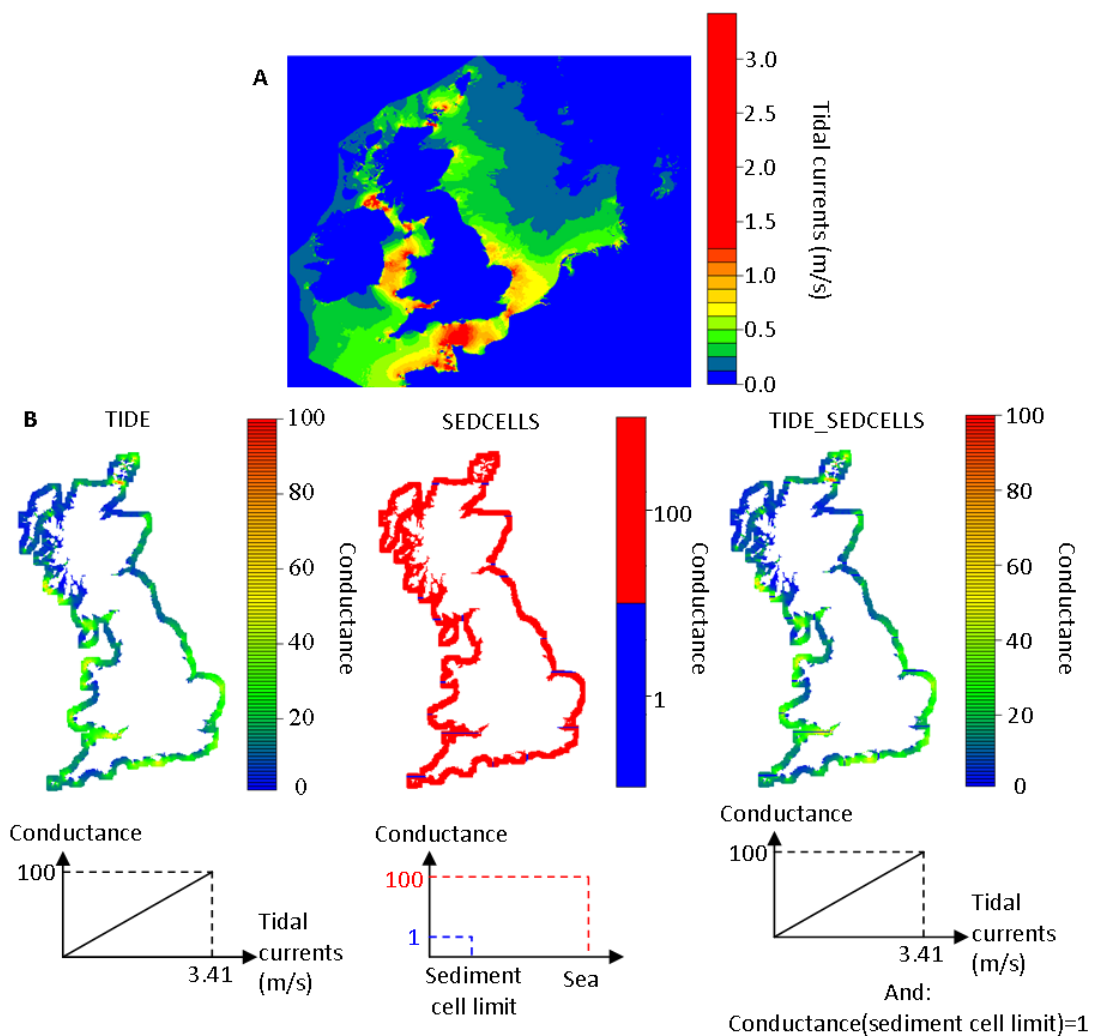 A
3.0
2.5
2.0
1.5
1.0
0.5
0.0
Tidal currents (m/s)
B
TIDE
100
80
60
40
20
0
Conductance
SEDCELLS
100
1
Conductance
TIDE_SEDCELLS
100
80
60
40
20
0
Conductance
Conductance
100
3.41
Tidal
currents
(m/s)
Conductance
100
1
Sediment
cell limit
Sea
Conductance
100
3.41
Tidal
currents
(m/s)
And:
Conductance(sediment cell limit)=1